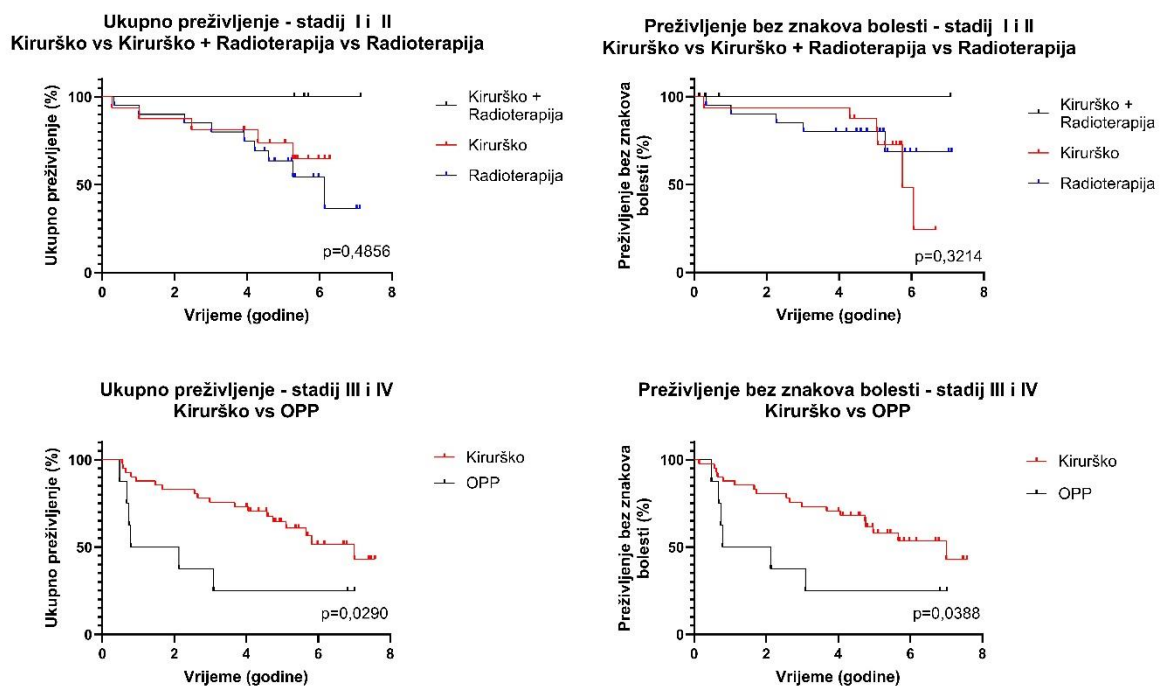 Ukupno preživljenje - stadij I i II
Kirurško vs Kirurško + Radioterapija vs Radioterapija
Ukupno preživljenje (%)
100
50
0
0 2 4 6 8
Vrijeme (godine)
p=0,4856
Kirurško +
Radioterapija
Kirurško
Radioterapija
Preživljenje bez znakova bolesti - stadij I i II
Kirurško vs Kirurško + Radioterapija vs Radioterapija
Preživljenje bez znakova
bolesti (%)
100
50
0
0 2 4 6 8
Vrijeme (godine)
p=0,3214
Kirurško +
Radioterapija
Kirurško
Radioterapija
Ukupno preživljenje - stadij III i IV
Kirurško vs OPP
Ukupno preživljenje (%)
100
50
0
0 2 4 6 8
Vrijeme (godine)
p=0,0290
Kirurško
OPP
Preživljenje bez znakova bolesti - stadij III i IV
Kirurško vs OPP
Preživljenje bez znakova
bolesti (%)
100
50
0
0 2 4 6 8
Vrijeme (godine)
p=0,0388
Kirurško
OPP